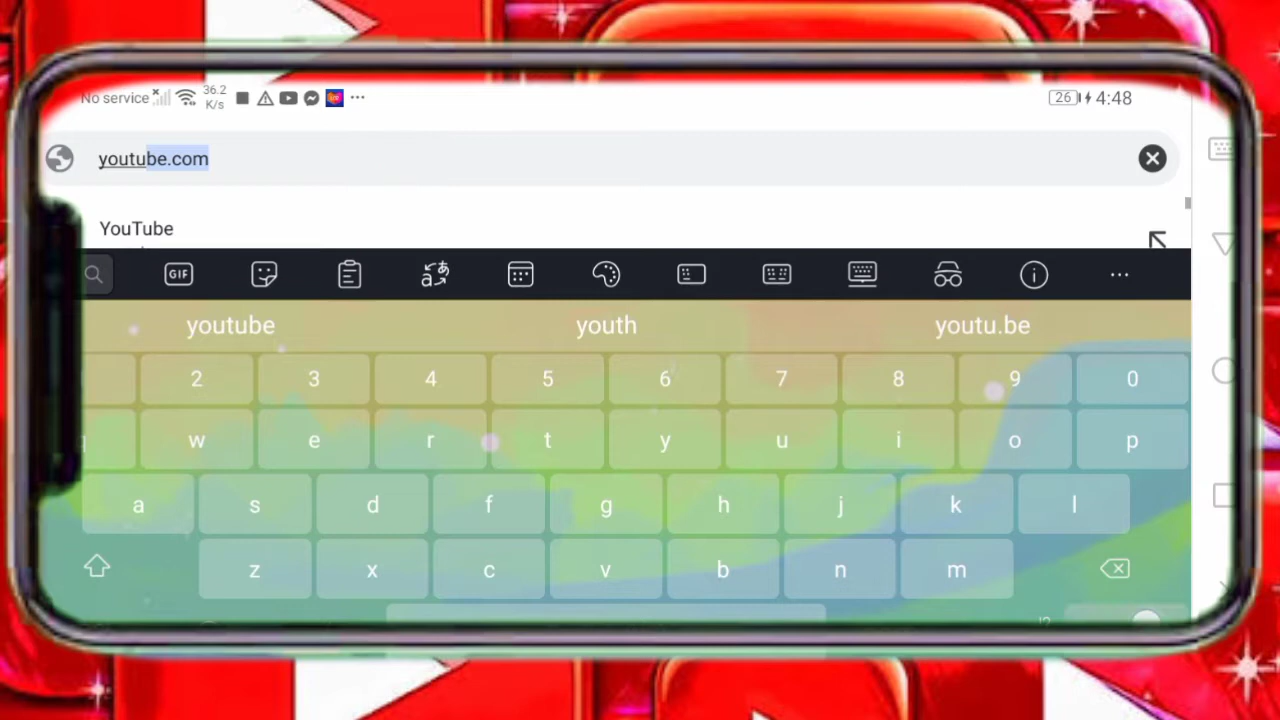 No service 36.2 K/s 26 4:48
youtube.com
YouTube
GIF
youtube youth youtu.be
2 3 4 5 6 7 8 9 0
w e r t y u i o p
a s d f g h j k l
z x c v b n m
!?